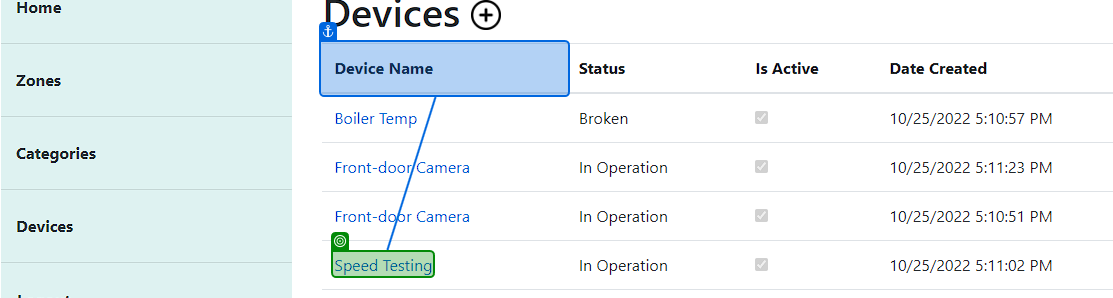 Home
Devices
Device Name Status Is Active Date Created
Zones
Boiler Temp Broken 10/25/2022 5:10:57 PM
Categories
Front-door Camera In Operation 10/25/2022 5:11:23 PM
Front-door Camera In Operation 10/25/2022 5:10:51 PM
Devices
Speed Testing In Operation 10/25/2022 5:11:02 PM